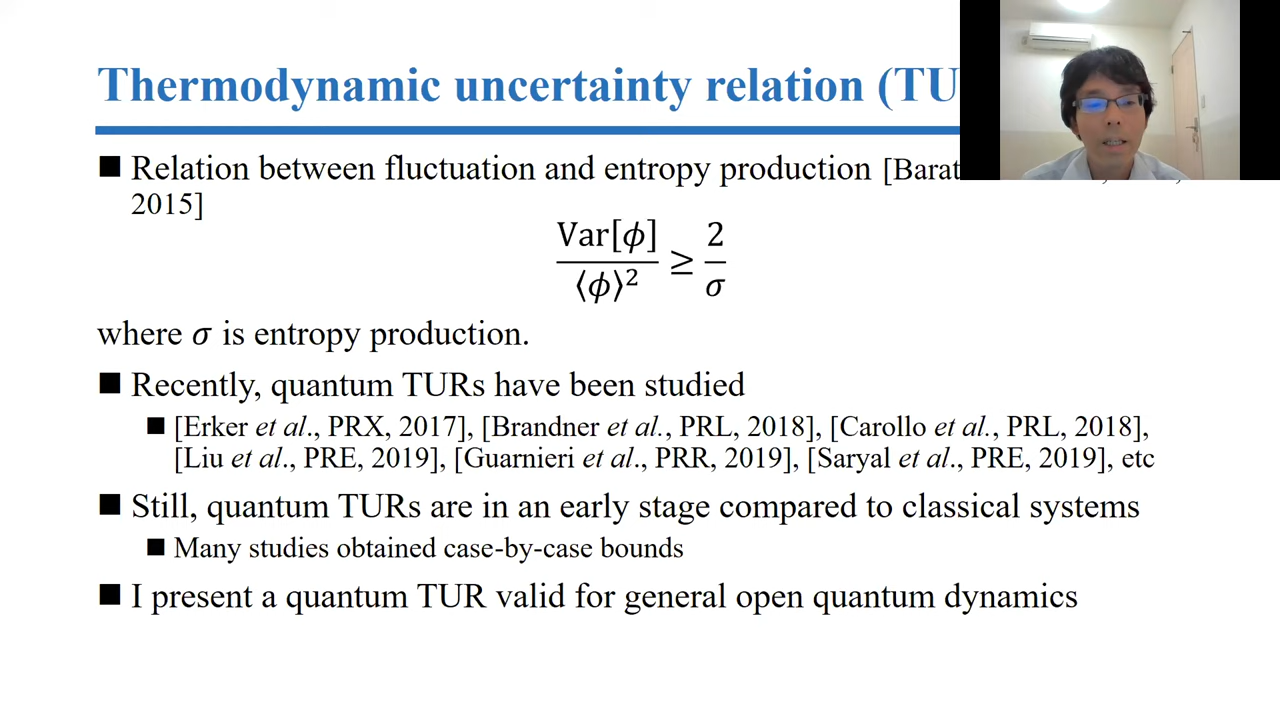 Thermodynamic uncertainty relation (TU
■ Relation between fluctuation and entropy production [Barat
2015]
Var[ϕ]
⟨ϕ⟩² ≥ 2
σ
where σ is entropy production.
■ Recently, quantum TURs have been studied
■ [Erker et al., PRX, 2017], [Brandner et al., PRL, 2018], [Carollo et al., PRL, 2018],
[Liu et al., PRE, 2019], [Guarnieri et al., PRR, 2019], [Saryal et al., PRE, 2019], etc
■ Still, quantum TURs are in an early stage compared to classical systems
■ Many studies obtained case-by-case bounds
■ I present a quantum TUR valid for general open quantum dynamics